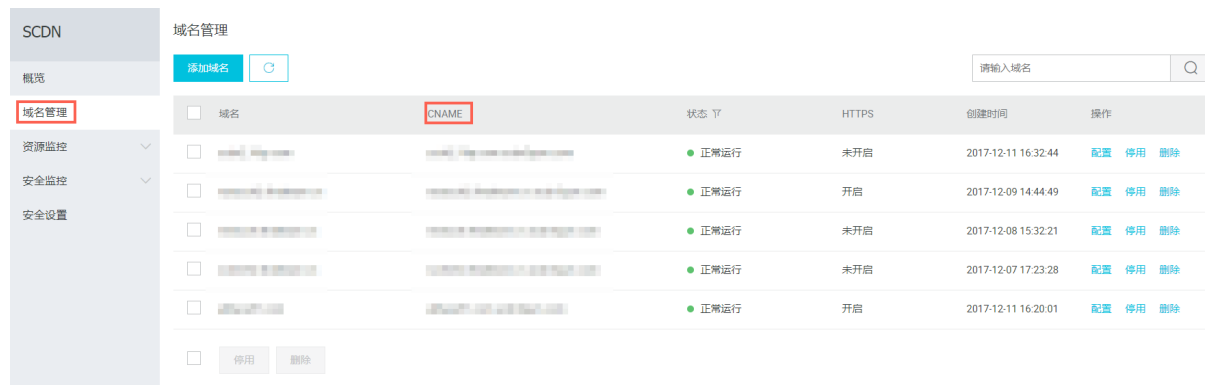 SCDN
概览
域名管理
资源监控
安全监控
安全设置
域名管理
添加域名
请输入域名
域名 CNAME 状态 HTTPS 创建时间 操作
正常运行 未开启 2017-12-11 16:32:44 配置 停用 删除
正常运行 开启 2017-12-09 14:44:49 配置 停用 删除
正常运行 未开启 2017-12-08 15:32:21 配置 停用 删除
正常运行 未开启 2017-12-07 17:23:28 配置 停用 删除
正常运行 开启 2017-12-11 16:20:01 配置 停用 删除
停用 删除